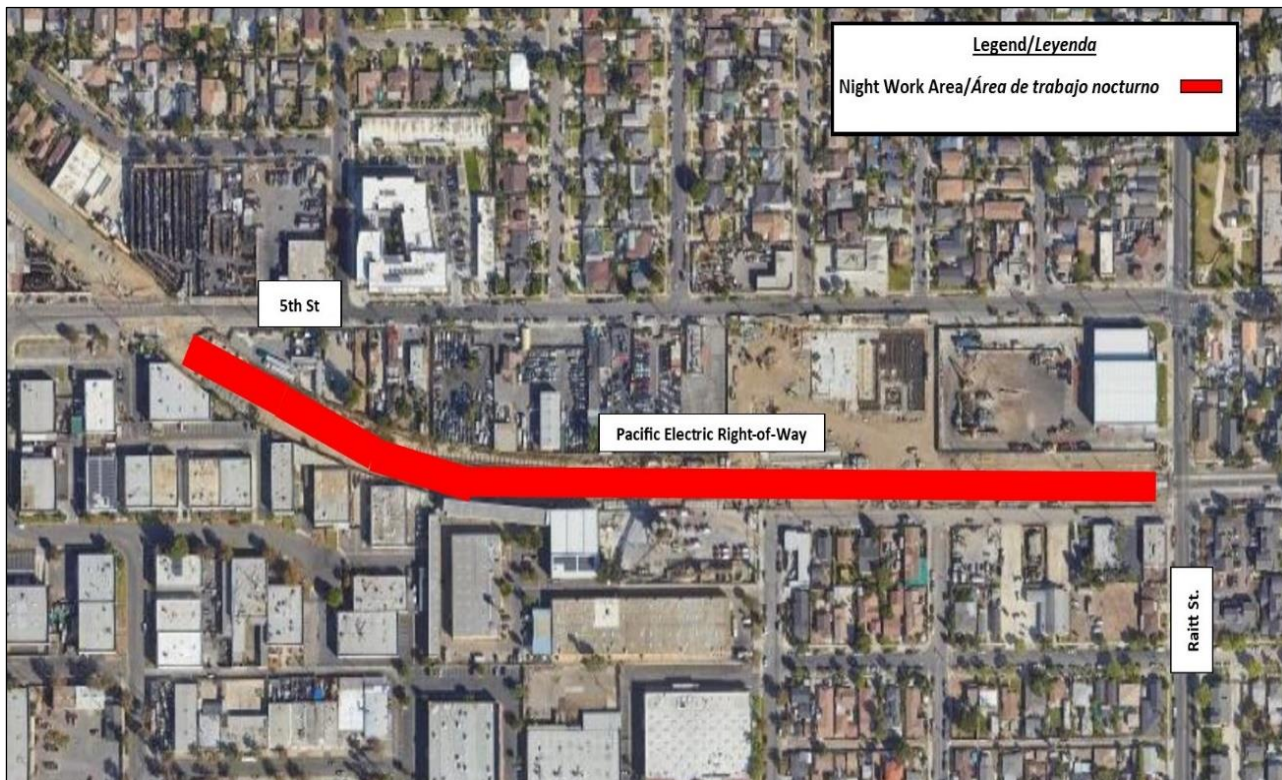 Legend/Leyenda
Night Work Area/Área de trabajo nocturno
5th St
Pacific Electric Right-of-Way
Raitt St.